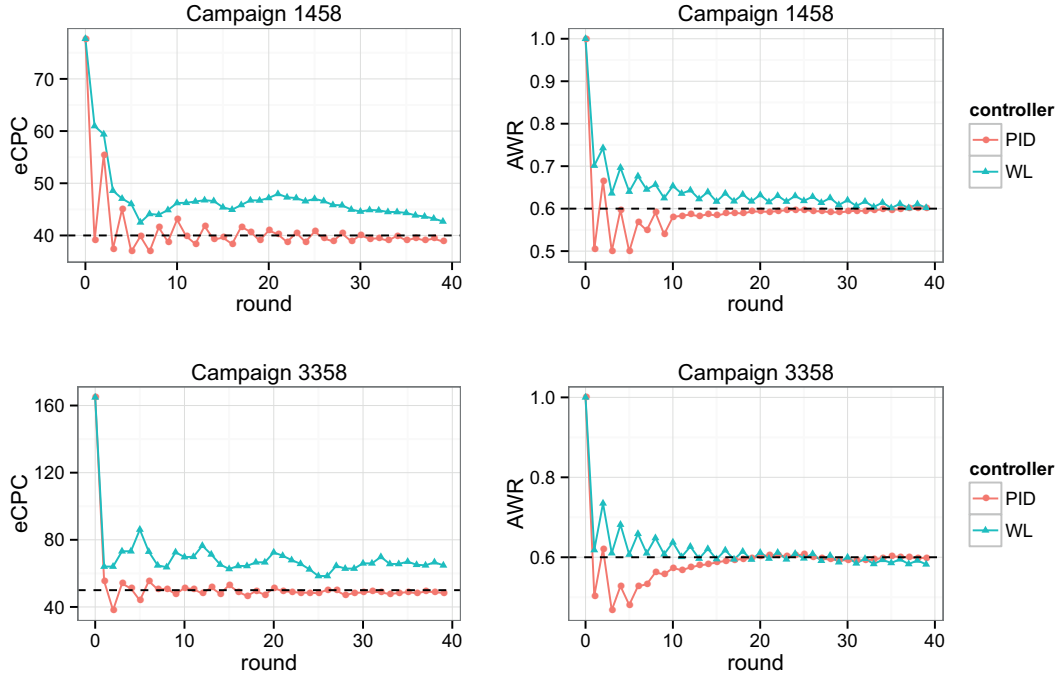 Campaign 1458
eCPC
70
60
50
40
0 10 20 30 40
round
Campaign 1458
AWR
1.0
0.9
0.8
0.7
0.6
0.5
0 10 20 30 40
round
controller
PID
WL
Campaign 3358
eCPC
160
120
80
40
0 10 20 30 40
round
Campaign 3358
AWR
1.0
0.8
0.6
0 10 20 30 40
round
controller
PID
WL